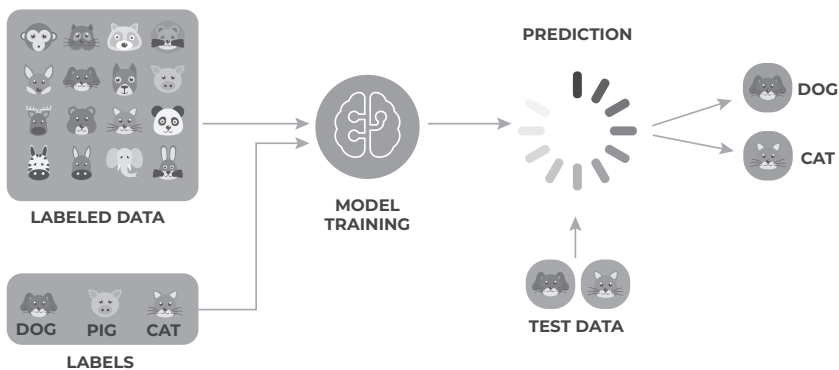 PREDICTION
DOG
CAT
LABELED DATA
MODEL
TRAINING
TEST DATA
DOG PIG CAT
LABELS